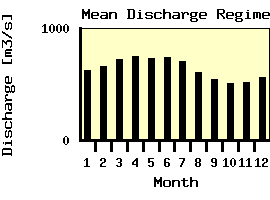 Mean Discharge Regime
Discharge [m3/s]
1000
0
1 2 3 4 5 6 7 8 9 10 11 12
Month